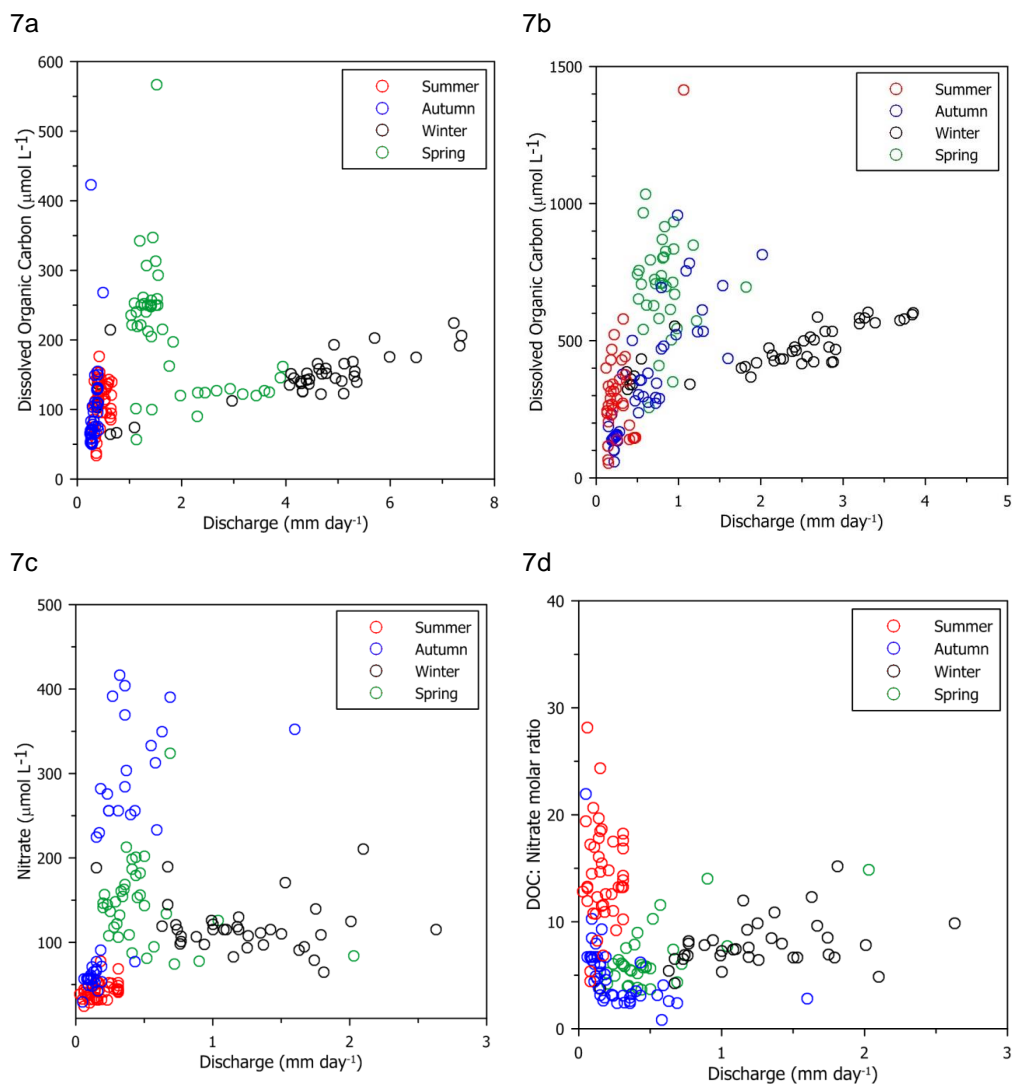 7a
7b
600
500
400
300
200
100
0
Dissolved Organic Carbon (μmol L⁻¹)
Summer
Autumn
Winter
Spring
0 2 4 6 8
Discharge (mm day⁻¹)
1500
1000
500
0
Dissolved Organic Carbon (μmol L⁻¹)
Summer
Autumn
Winter
Spring
0 1 2 3 4 5
Discharge (mm day⁻¹)
7c
7d
500
400
300
200
100
Nitrate (μmol L⁻¹)
Summer
Autumn
Winter
Spring
0 1 2 3
Discharge (mm day⁻¹)
40
30
20
10
0
DOC: Nitrate molar ratio
Summer
Autumn
Winter
Spring
0 1 2 3
Discharge (mm day⁻¹)